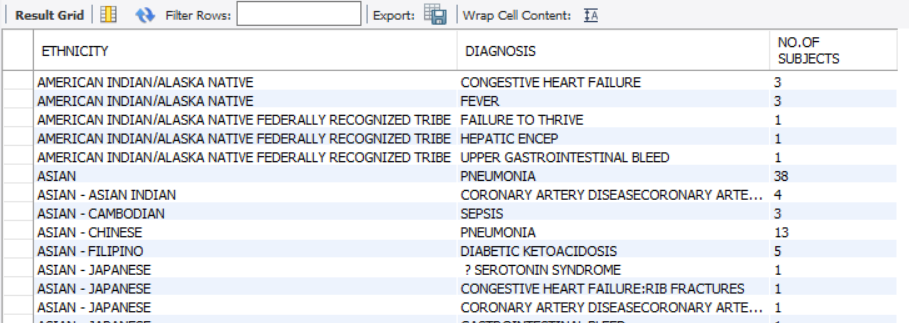 Result Grid Filter Rows: Export: Wrap Cell Content:
ETHNICITY DIAGNOSIS NO.OF
SUBJECTS
AMERICAN INDIAN/ALASKA NATIVE CONGESTIVE HEART FAILURE 3
AMERICAN INDIAN/ALASKA NATIVE FEVER 3
AMERICAN INDIAN/ALASKA NATIVE FEDERALLY RECOGNIZED TRIBE FAILURE TO THRIVE 1
AMERICAN INDIAN/ALASKA NATIVE FEDERALLY RECOGNIZED TRIBE HEPATIC ENCEP 1
AMERICAN INDIAN/ALASKA NATIVE FEDERALLY RECOGNIZED TRIBE UPPER GASTROINTESTINAL BLEED 1
ASIAN PNEUMONIA 38
ASIAN - ASIAN INDIAN CORONARY ARTERY DISEASECORONARY ARTE... 4
ASIAN - CAMBODIAN SEPSIS 3
ASIAN - CHINESE PNEUMONIA 13
ASIAN - FILIPINO DIABETIC KETOACIDOSIS 5
ASIAN - JAPANESE ? SEROTONIN SYNDROME 1
ASIAN - JAPANESE CONGESTIVE HEART FAILURE:RIB FRACTURES 1
ASIAN - JAPANESE CORONARY ARTERY DISEASECORONARY ARTE... 1